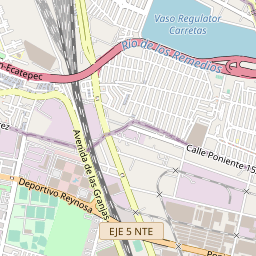 Vaso Regulator
Carretas
Río de los Remedios
-Ecatepec
Avenida de las Granjas
Calle Poniente 15
Deportivo Reynosa
EJE 5 NTE